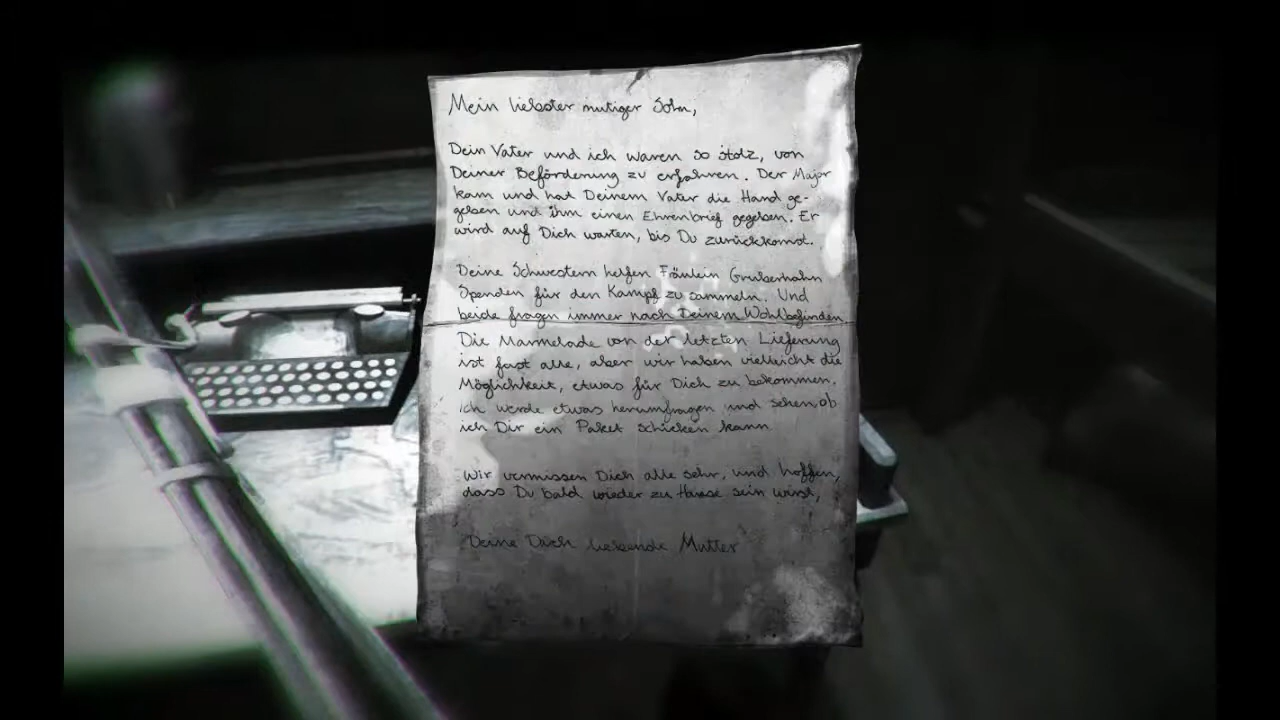 Mein liebster mutiger Sohn,
Dein Vater und ich waren so stolz, von
Deiner Beförderung zu erfahren. Der Major
kam und hat Deinem Vater die Hand ge-
geben und ihm einen Ehrenbrief gegeben. Er
wird auf Dich warten, bis Du zurückkomst.
Deine Schwestern helfen Fräulein Gruberhahn
Spenden für den Kampf zu sammeln. Und
beide fragen immer nach Deinem Wohlbefinden
Die Marmelade von der letzten Lieferung
ist fast alle, aber wir haben vielleicht die
Möglichkeit, etwas für Dich zu bekommen.
Ich werde etwas herumfragen und sehen, ob
ich Dir ein Paket schicken kann
Wir vermissen Dich alle sehr, und hoffen,
dass Du bald wieder zu Hause sein wirst,
Deine Dich liebende Mutter